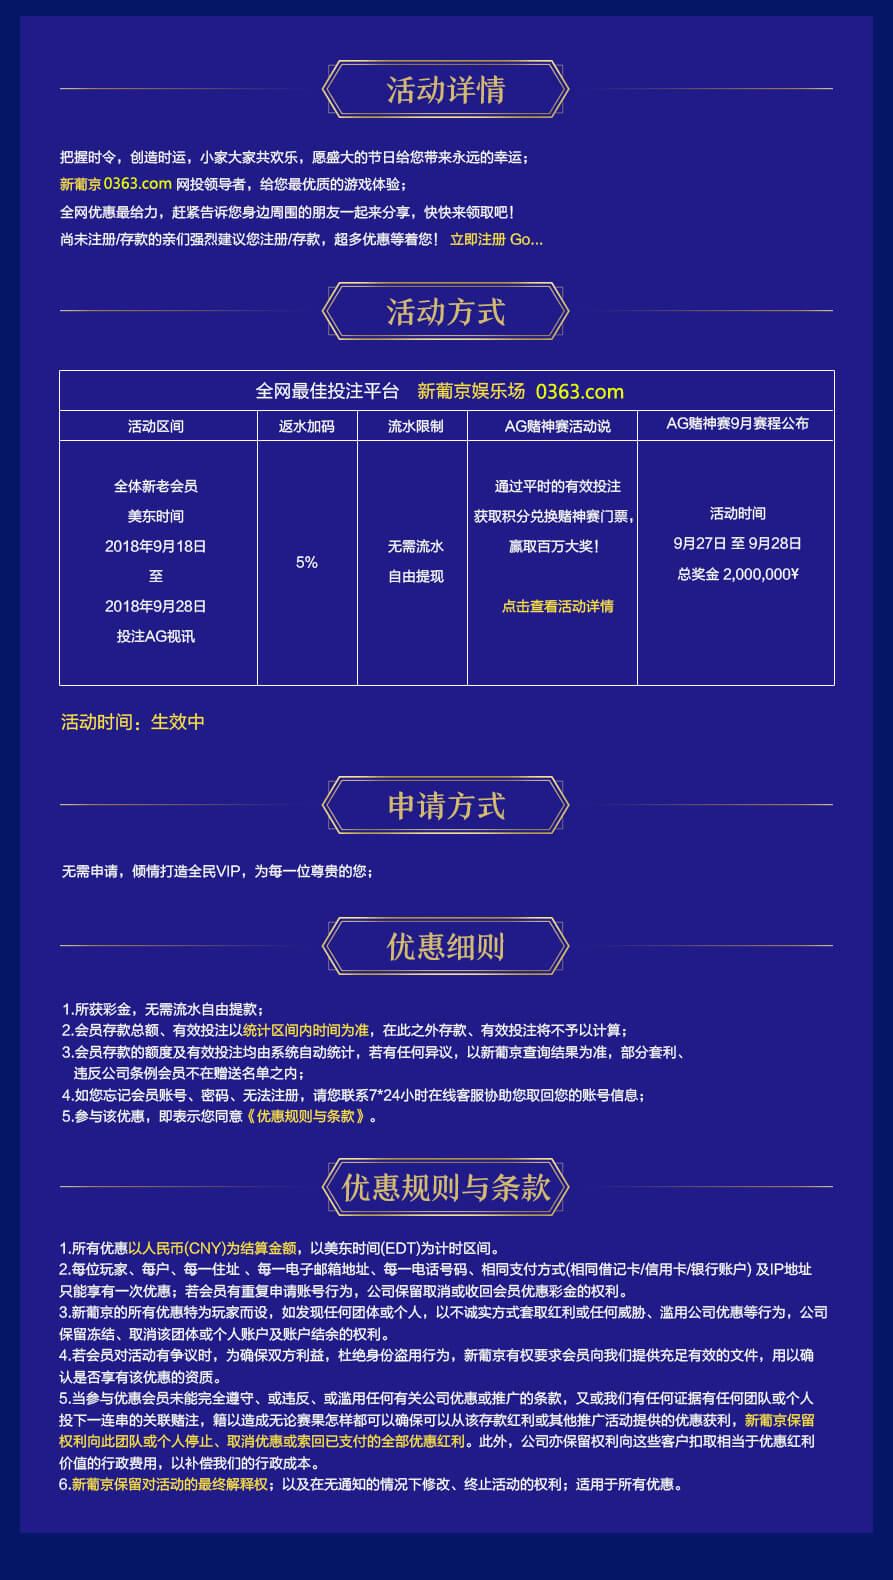 活动详情
把握时令，创造时运，小家大家共欢乐，愿盛大的节日给您带来永远的幸运；
新葡京 0363.com 网投领导者，给您最优质的游戏体验；
全网优惠最给力，赶紧告诉您身边周围的朋友一起来分享，快快来领取吧！
尚未注册/存款的亲们强烈建议您注册/存款，超多优惠等着您！ 立即注册 Go...
活动方式
全网最佳投注平台 新葡京娱乐场 0363.com
活动区间 返水加码 流水限制 AG赌神赛活动说 AG赌神赛9月赛程公布
全体新老会员
美东时间
2018年9月18日
至
2018年9月28日
投注AG视讯
5%
无需流水
自由提现
通过平时的有效投注
获取积分兑换赌神赛门票，
赢取百万大奖！
点击查看活动详情
活动时间
9月27日 至 9月28日
总奖金 2,000,000¥
活动时间：生效中
申请方式
无需申请，倾情打造全民VIP，为每一位尊贵的您；
优惠细则
1.所获彩金，无需流水自由提款；
2.会员存款总额、有效投注以统计区间内时间为准，在此之外存款、有效投注将不予以计算；
3.会员存款的额度及有效投注均由系统自动统计，若有任何异议，以新葡京查询结果为准，部分套利、
违反公司条例会员不在赠送名单之内；
4.如您忘记会员账号、密码、无法注册，请您联系7*24小时在线客服协助您取回您的账号信息；
5.参与该优惠，即表示您同意《优惠规则与条款》。
优惠规则与条款
1.所有优惠以人民币(CNY)为结算金额，以美东时间(EDT)为计时区间。
2.每位玩家、每户、每一住址 、每一电子邮箱地址、每一电话号码、相同支付方式(相同借记卡/信用卡/银行账户) 及IP地址
只能享有一次优惠；若会员有重复申请账号行为，公司保留取消或收回会员优惠彩金的权利。
3.新葡京的所有优惠特为玩家而设，如发现任何团体或个人，以不诚实方式套取红利或任何威胁、滥用公司优惠等行为，公司
保留冻结、取消该团体或个人账户及账户结余的权利。
4.若会员对活动有争议时，为确保双方利益，杜绝身份盗用行为，新葡京有权要求会员向我们提供充足有效的文件，用以确
认是否享有该优惠的资质。
5.当参与优惠会员未能完全遵守、或违反、或滥用任何有关公司优惠或推广的条款，又或我们有任何证据有任何团队或个人
投下一连串的关联赌注，籍以造成无论赛果怎样都可以确保可以从该存款红利或其他推广活动提供的优惠获利，新葡京保留
权利向此团队或个人停止、取消优惠或索回已支付的全部优惠红利。此外，公司亦保留权利向这些客户扣取相当于优惠红利
价值的行政费用，以补偿我们的行政成本。
6.新葡京保留对活动的最终解释权；以及在无通知的情况下修改、终止活动的权利；适用于所有优惠。